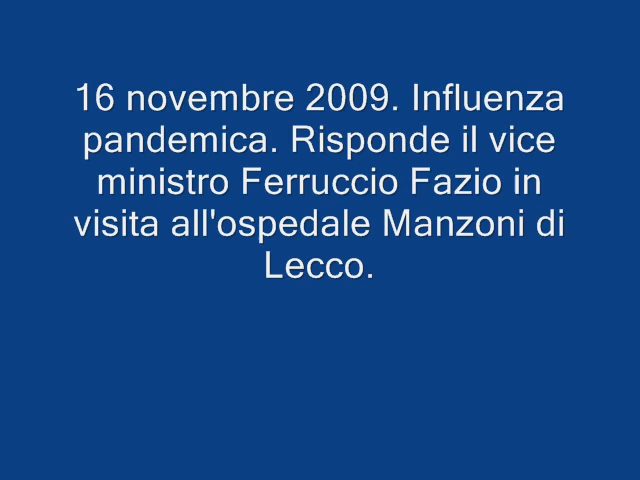 16 novembre 2009. Influenza
pandemica. Risponde il vice
ministro Ferruccio Fazio in
visita all'ospedale Manzoni di
Lecco.